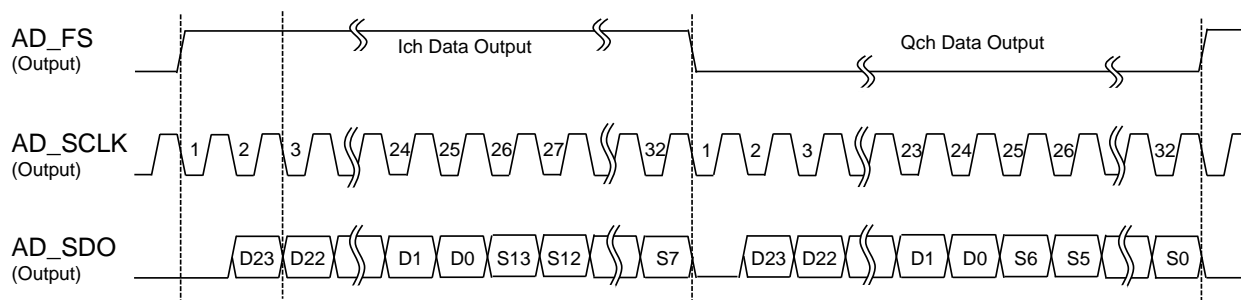 AD_FS
(Output)
Ich Data Output
Qch Data Output
AD_SCLK
(Output)
1 2 3 24 25 26 27 32 1 2 3 23 24 25 26 32
AD_SDO
(Output)
D23 D22 D1 D0 S13 S12 S7 D23 D22 D1 D0 S6 S5 S0